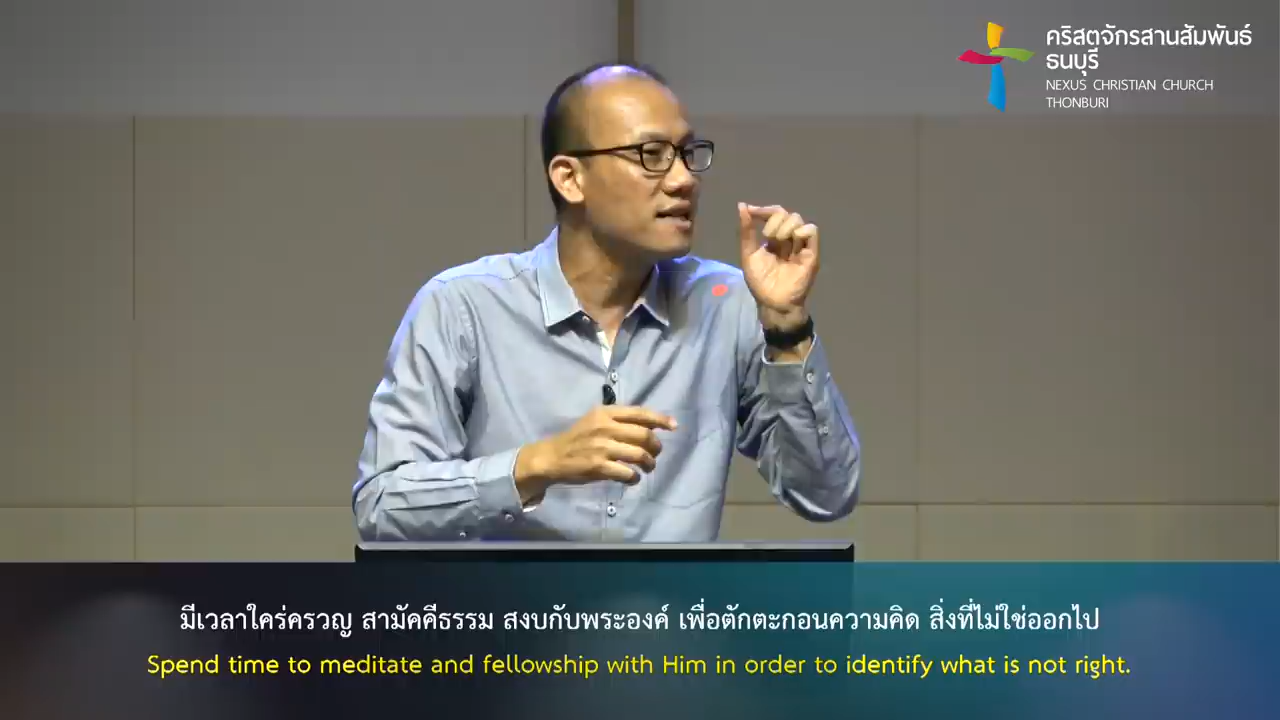 คริสตจักรสานสัมพันธ์
ธนบุรี
NEXUS CHRISTIAN CHURCH
THONBURI
มีเวลาใคร่ครวญ สามัคคีธรรม สงบกับพระองค์ เพื่อตักตะกอนความคิด สิ่งที่ไม่ใช่ออกไป
Spend time to meditate and fellowship with Him in order to identify what is not right.